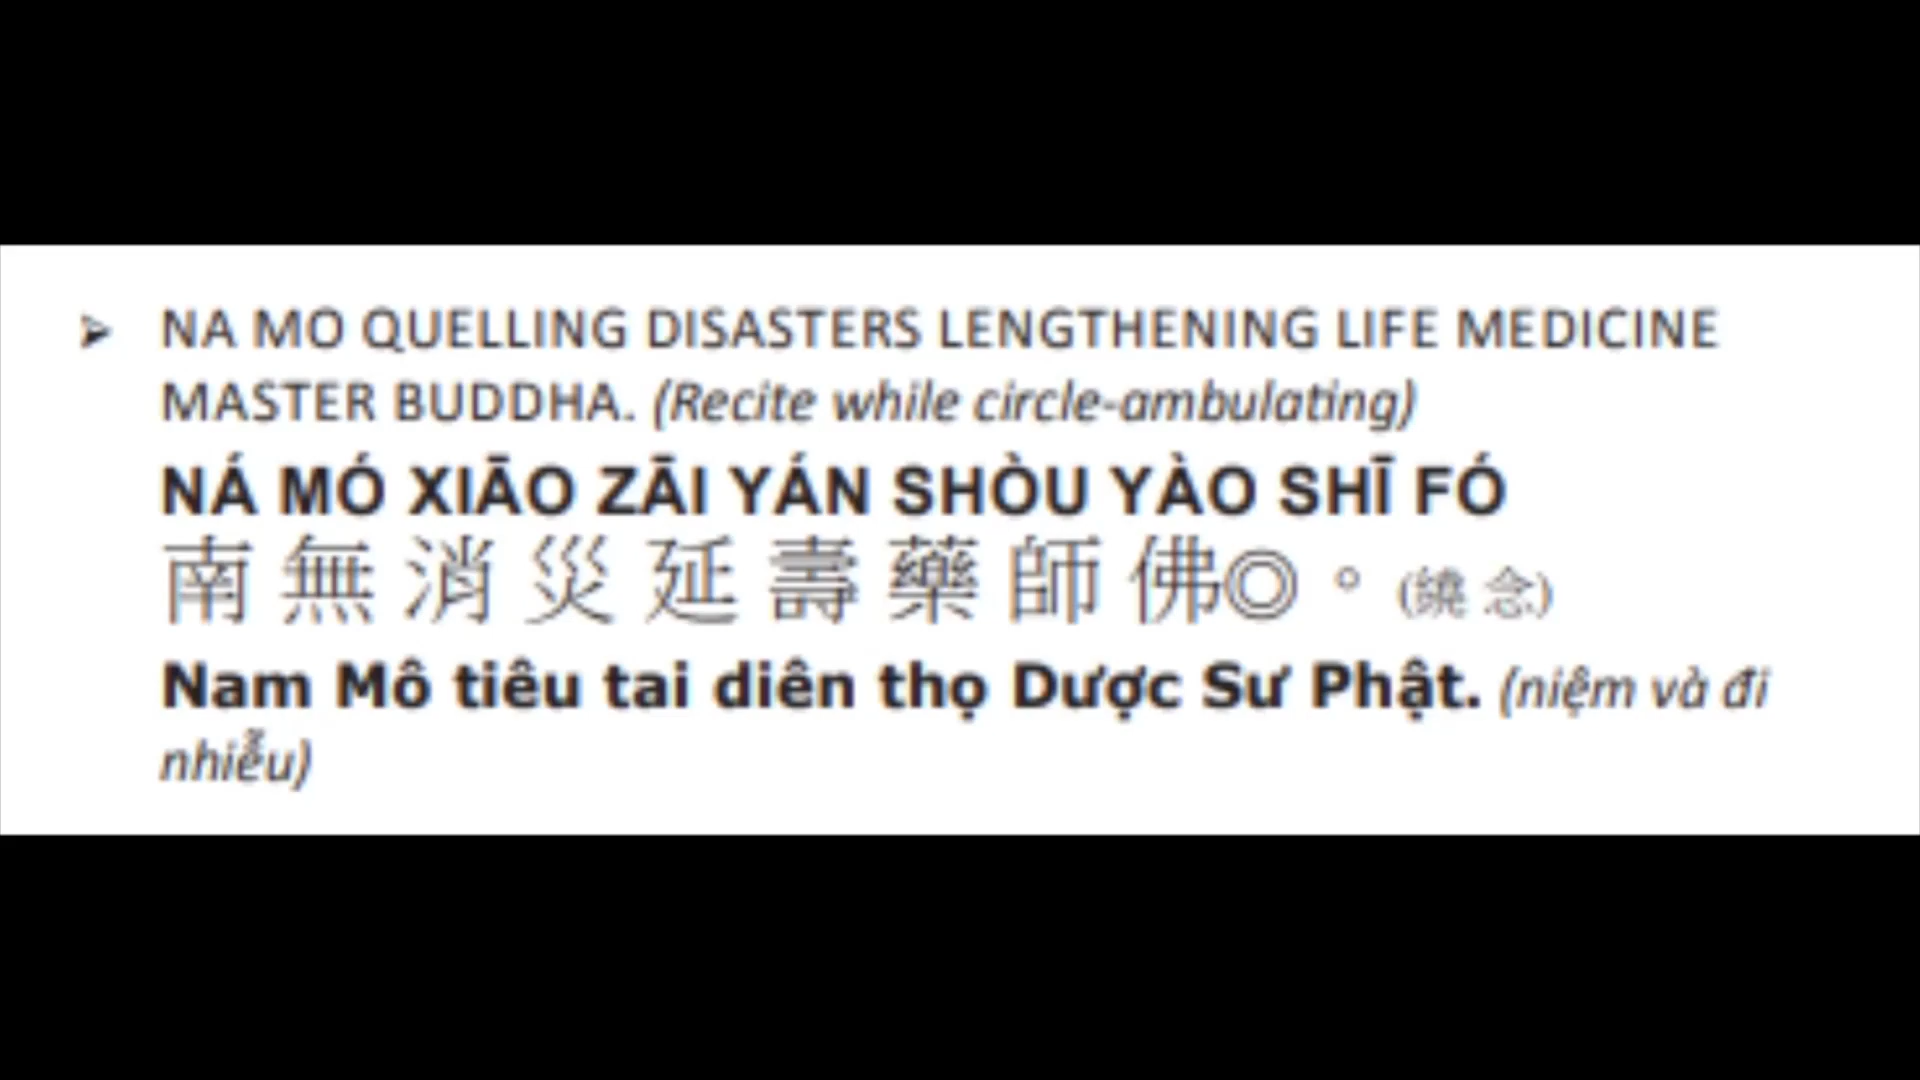 ➢ NA MO QUELLING DISASTERS LENGTHENING LIFE MEDICINE
MASTER BUDDHA. (Recite while circle-ambulating)
NÁ MÓ XIĀO ZĀI YÁN SHÒU YÀO SHĪ FÓ
南 無 消 災 延 壽 藥 師 佛◎。(繞 念)
Nam Mô tiêu tai diên thọ Dược Sư Phật. (niệm và đi
nhiễu)